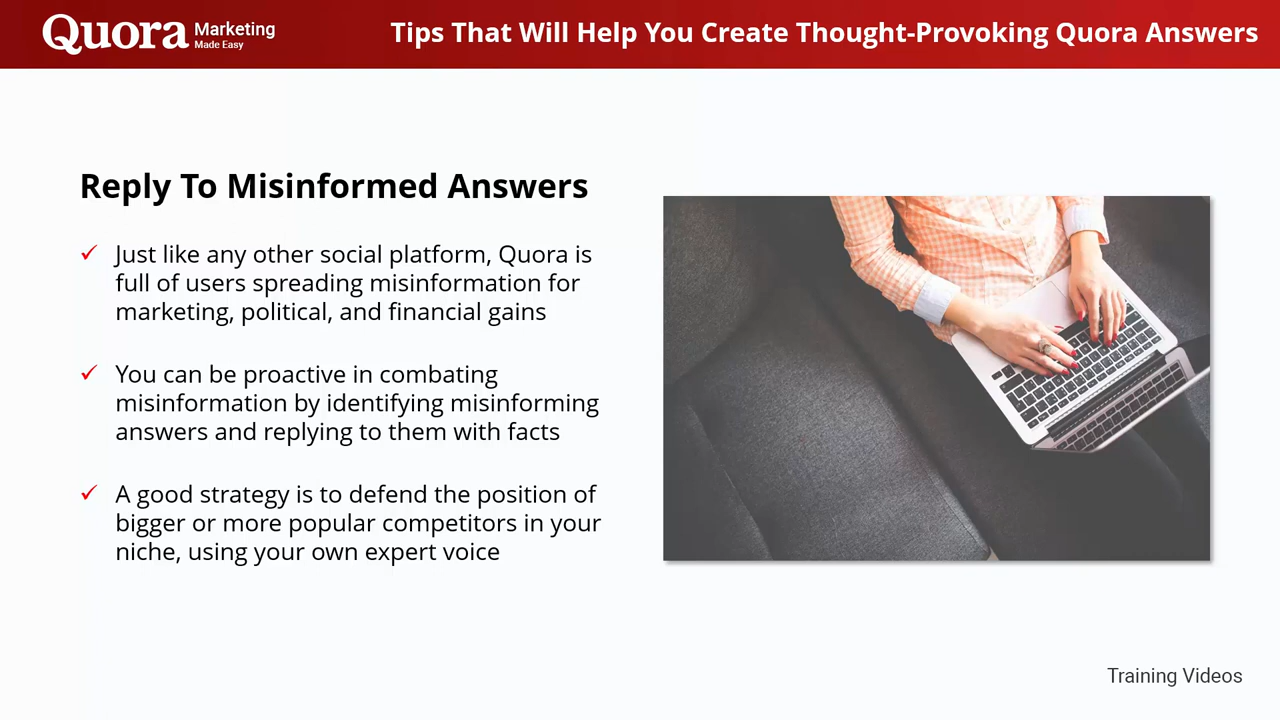 Quora Marketing
Made Easy
Tips That Will Help You Create Thought-Provoking Quora Answers
Reply To Misinformed Answers
Just like any other social platform, Quora is
full of users spreading misinformation for
marketing, political, and financial gains
You can be proactive in combating
misinformation by identifying misinforming
answers and replying to them with facts
A good strategy is to defend the position of
bigger or more popular competitors in your
niche, using your own expert voice
Training Videos